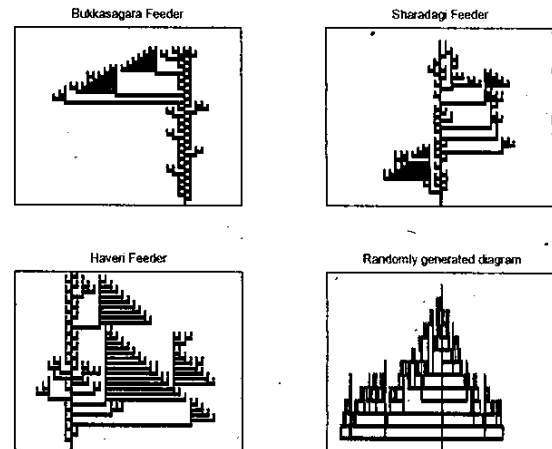 Bukkasagara Feeder
Sharadagi Feeder
Haveri Feeder
Randomly generated diagram